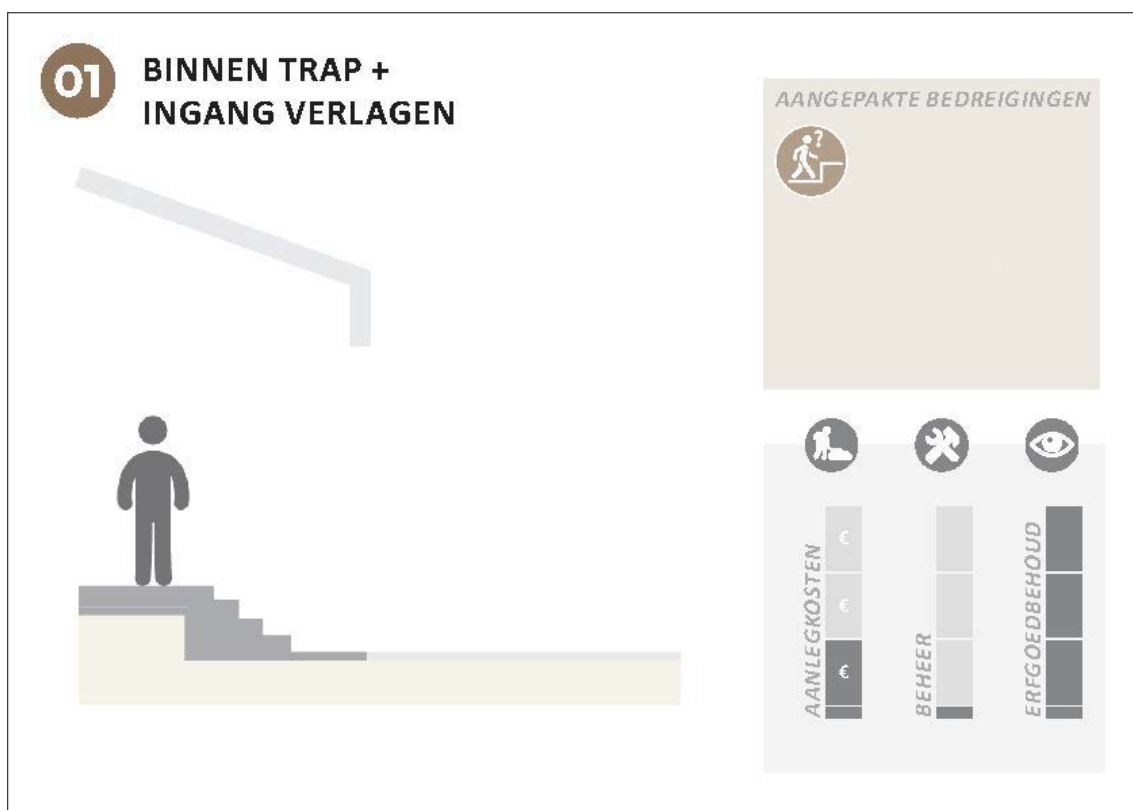 01
BINNEN TRAP +
INGANG VERLAGEN
AANGEPAKTE BEDREIGINGEN
?
AANLEGKOSTEN
€
€
€
BEHEER
ERFGOEDBEHOUD